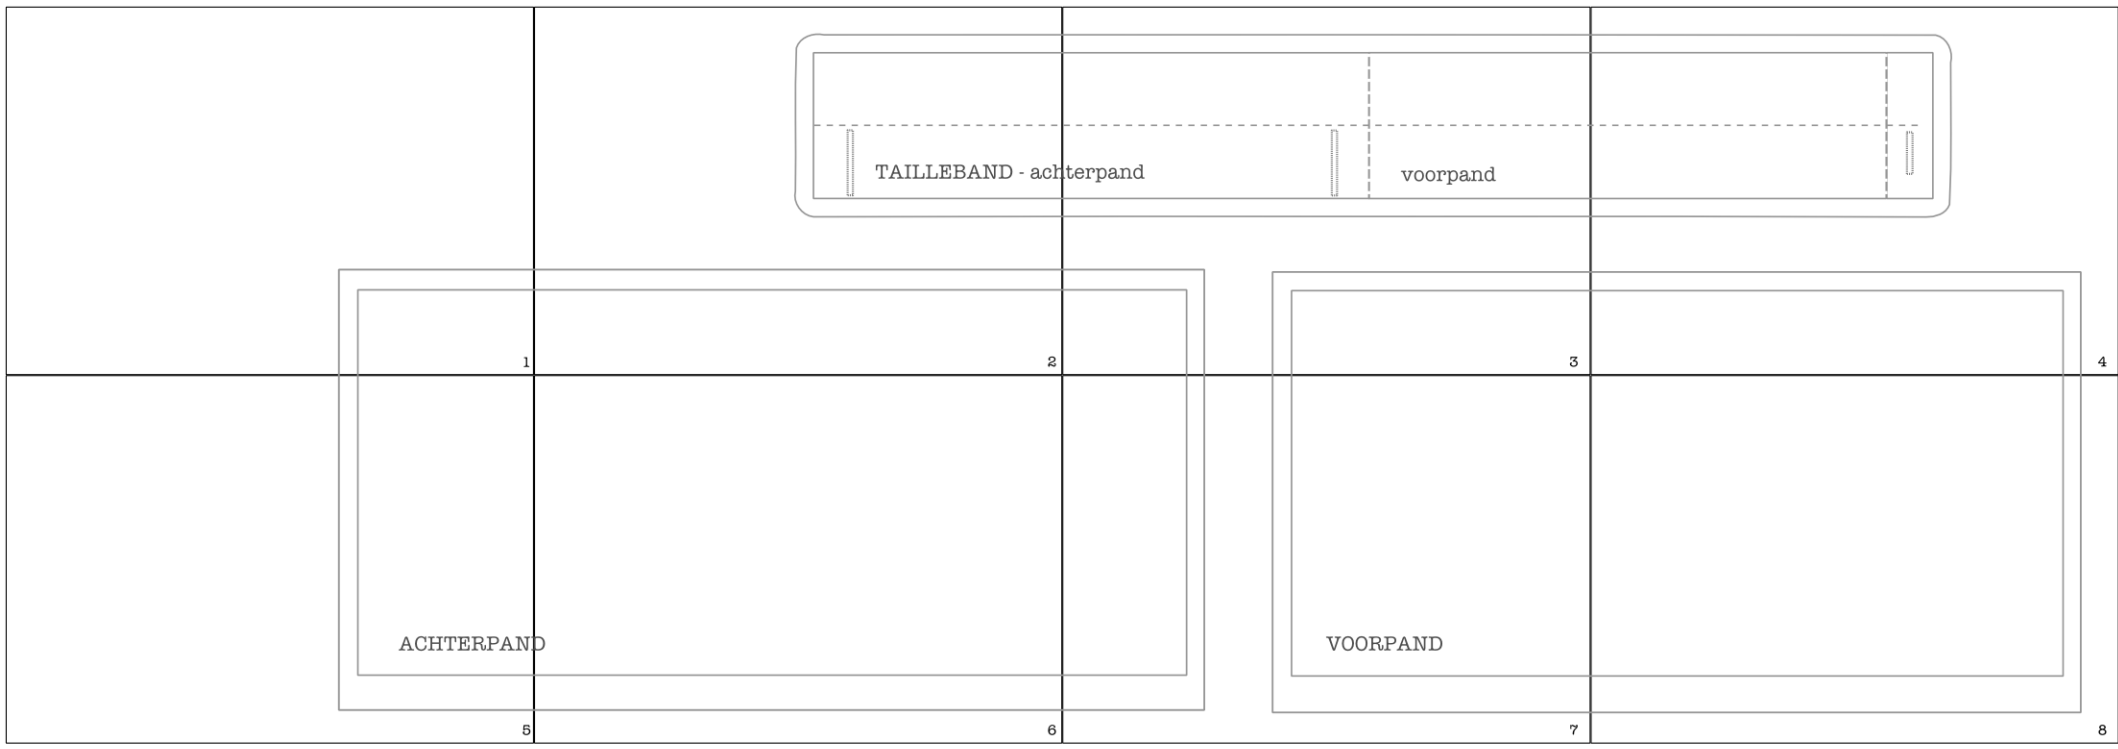 TAILLEBAND - achterpand
voorpand
1
2
3
4
ACHTERPAND
VOORPAND
5
6
7
8